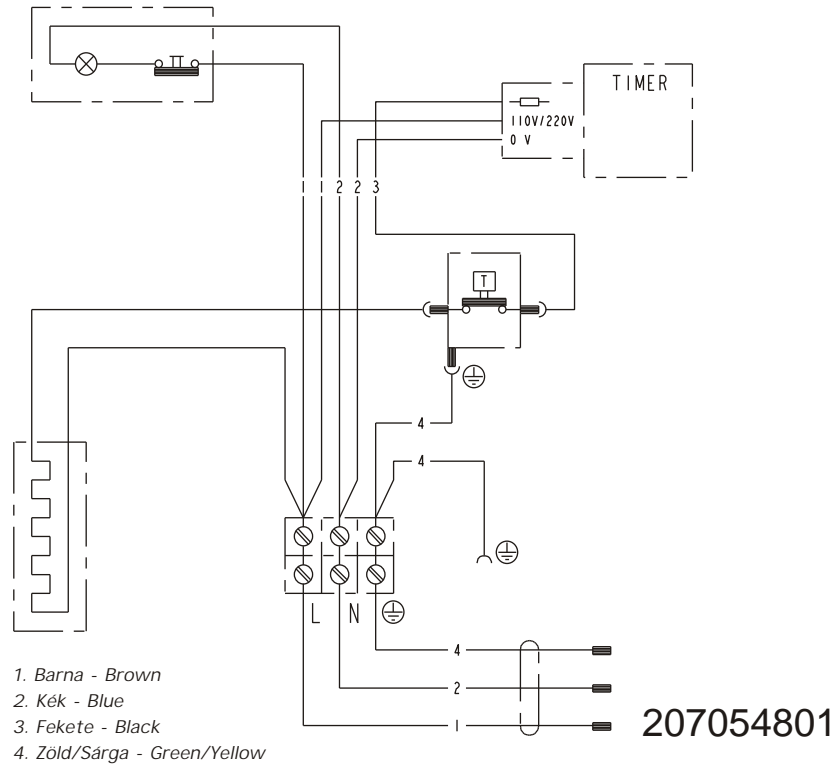 TIMER
110V/220V
0 V
1 1 2 2 3
T
4
4
L N
4
2
1
1. Barna - Brown
2. Kék - Blue
3. Fekete - Black
4. Zöld/Sárga - Green/Yellow
207054801